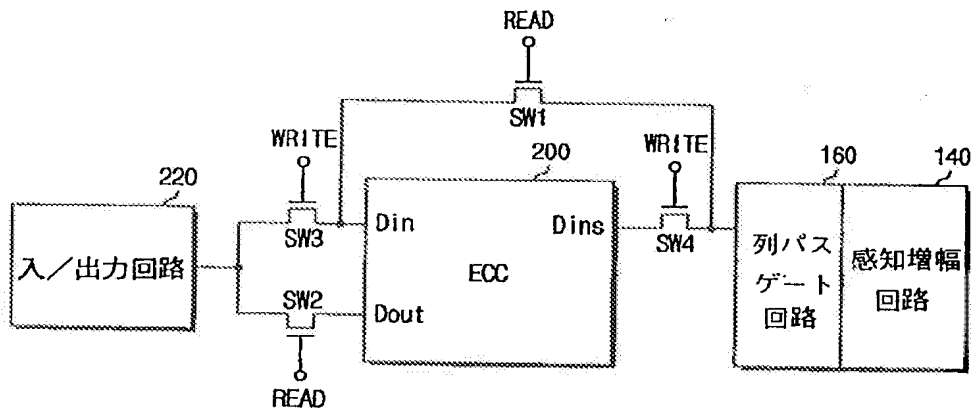 READ
SW1
WRITE
200
WRITE
160
140
220
SW3
Din
Dins
SW4
入／出力回路
ECC
列パス
ゲート
回路
感知増幅
回路
SW2
Dout
READ